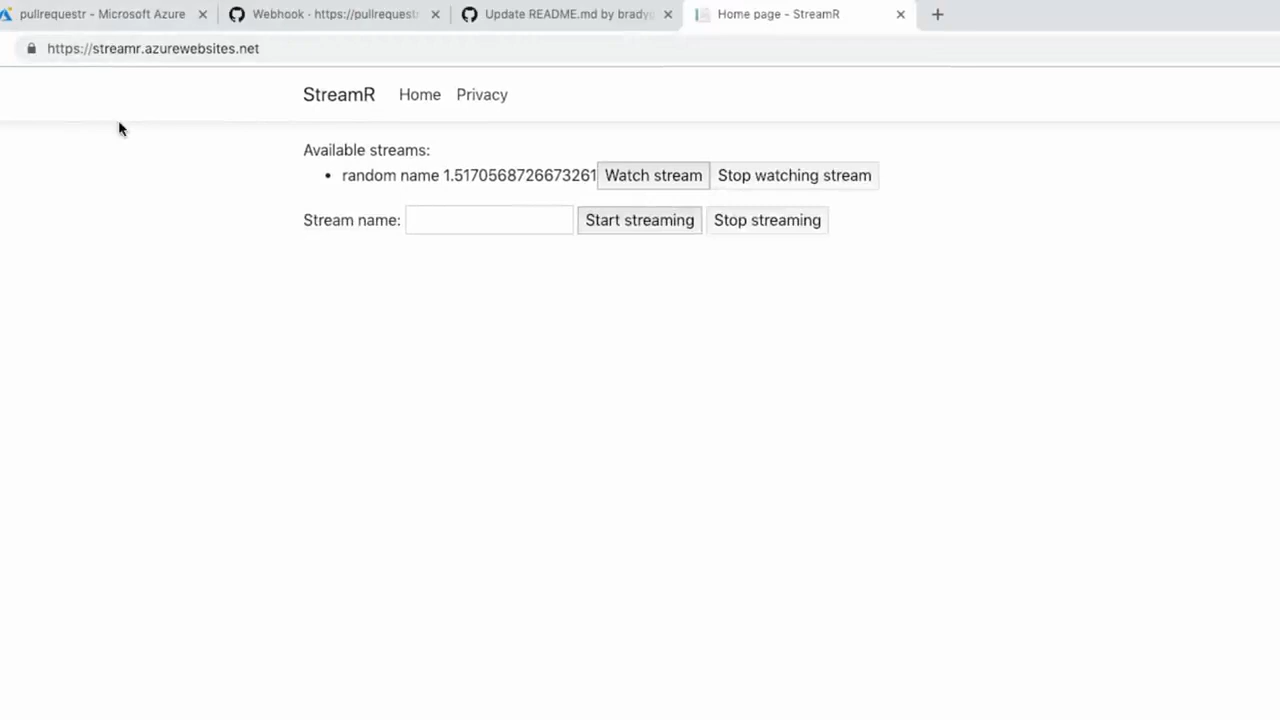 pullrequestr - Microsoft Azure
Webhook · https://pullrequest
Update README.md by brady
Home page - StreamR
https://streamr.azurewebsites.net
StreamR Home Privacy
Available streams:
• random name 1.5170568726673261 Watch stream Stop watching stream
Stream name: Start streaming Stop streaming